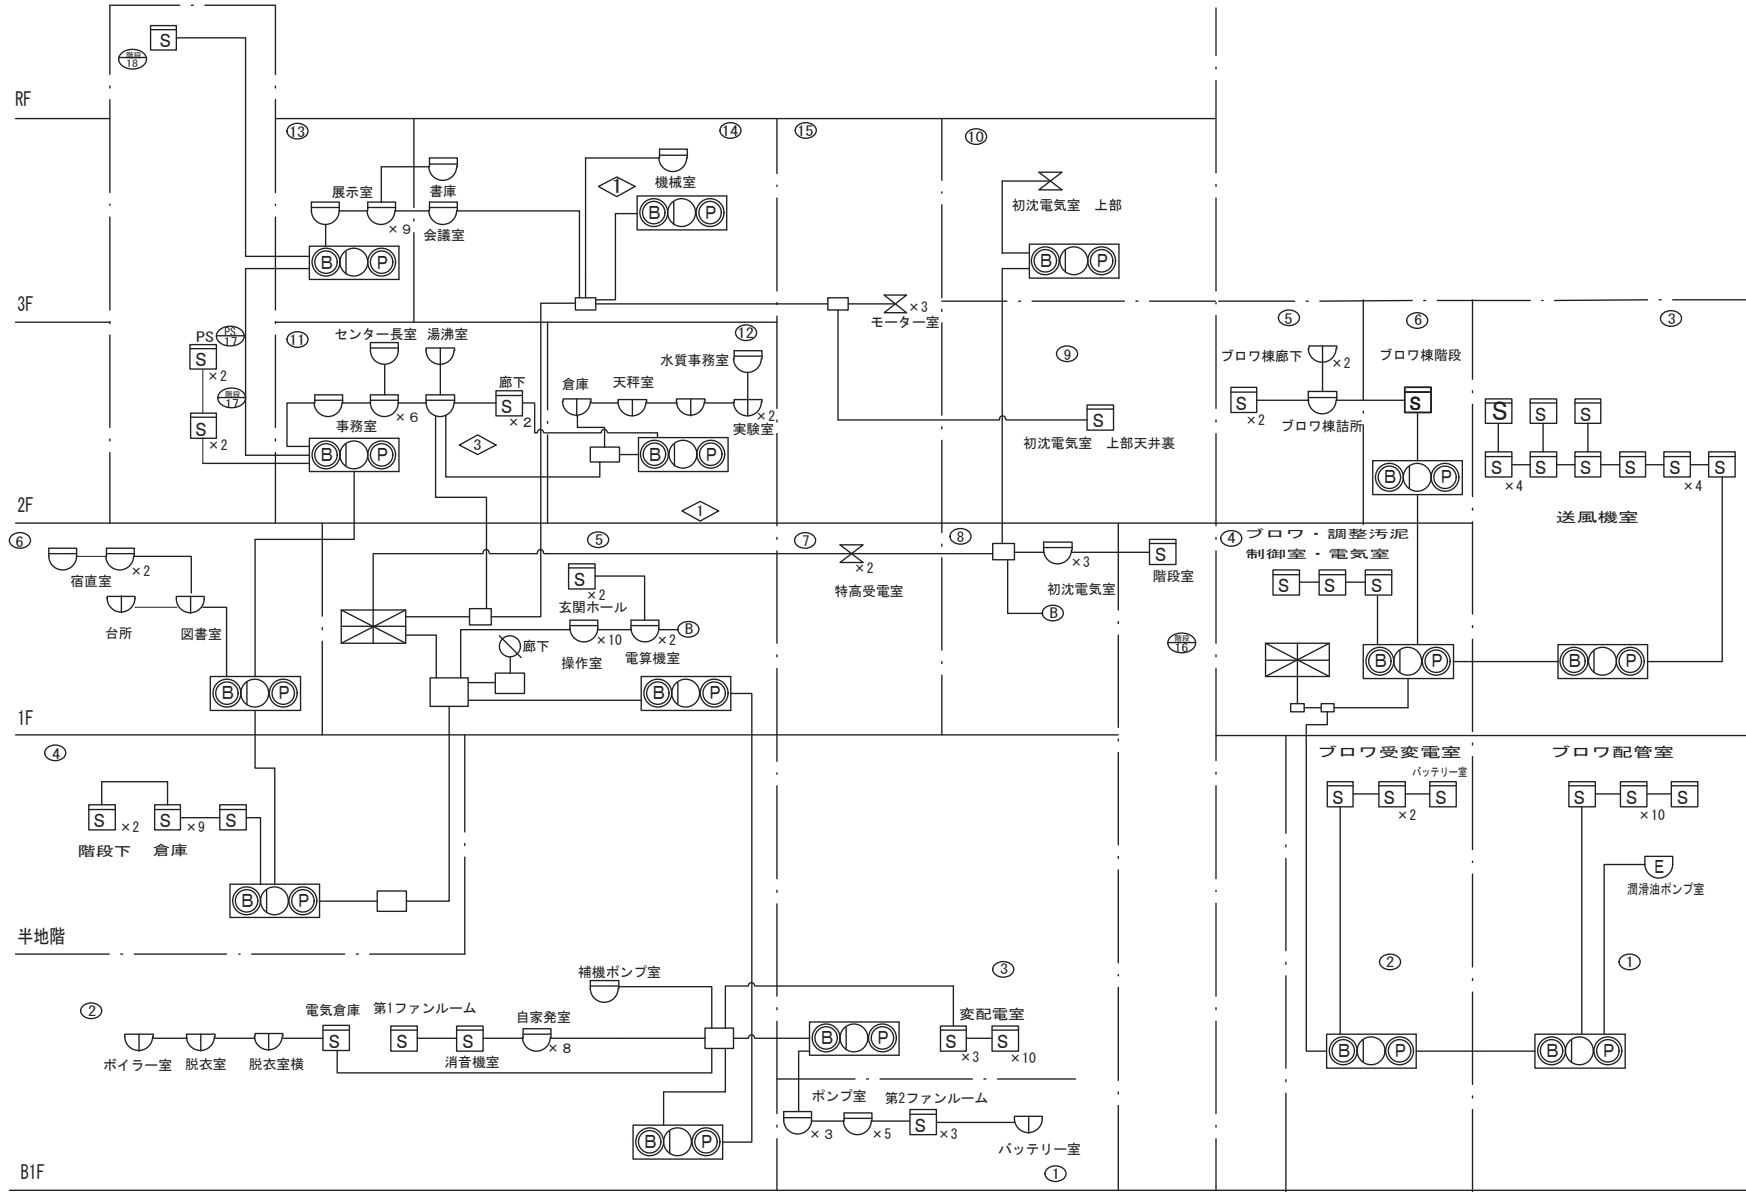 S
階段
18
RF
⑬
⑭
⑮
⑩
展示室
書庫
×9
会議室
1
機械室
B P
B P
初沈電気室 上部
B P
3F
PS
PS
17
S
×2
階段
17
S
×2
⑪
センター長室
湯沸室
事務室
×6
廊下
S
×2
B P
3
⑫
水質事務室
倉庫
天秤室
×2
実験室
B P
1
×3
モーター室
⑨
S
初沈電気室 上部天井裏
⑤
ブロワ棟廊下
×2
S
×2
ブロワ棟詰所
⑥
ブロワ棟階段
S
B P
③
S S S
S S S S S S
×4 ×4
送風機室
2F
⑥
宿直室
×2
台所
図書室
B P
⑤
S
×2
玄関ホール
×10
操作室
×2
電算機室
B
廊下
B P
⑦
×2
特高受電室
⑧
×3
初沈電気室
S
階段室
B
階段
16
④
ブロワ・調整汚泥
制御室・電気室
S S S
B P
B P
1F
④
S
×2
階段下
S
×9
倉庫
S
B P
半地階
ブロワ受変電室
バッテリー室
S S S
×2
ブロワ配管室
S S S
×10
E
潤滑油ポンプ室
②
①
B P
B P
②
ボイラー室
脱衣室
脱衣室横
電気倉庫
S
第1ファンルーム
S
S
消音機室
自家発室
×8
補機ポンプ室
B P
B P
③
変配電室
S S
×3 ×10
ポンプ室
×3
×5
第2ファンルーム
S
×3
バッテリー室
①
B1F